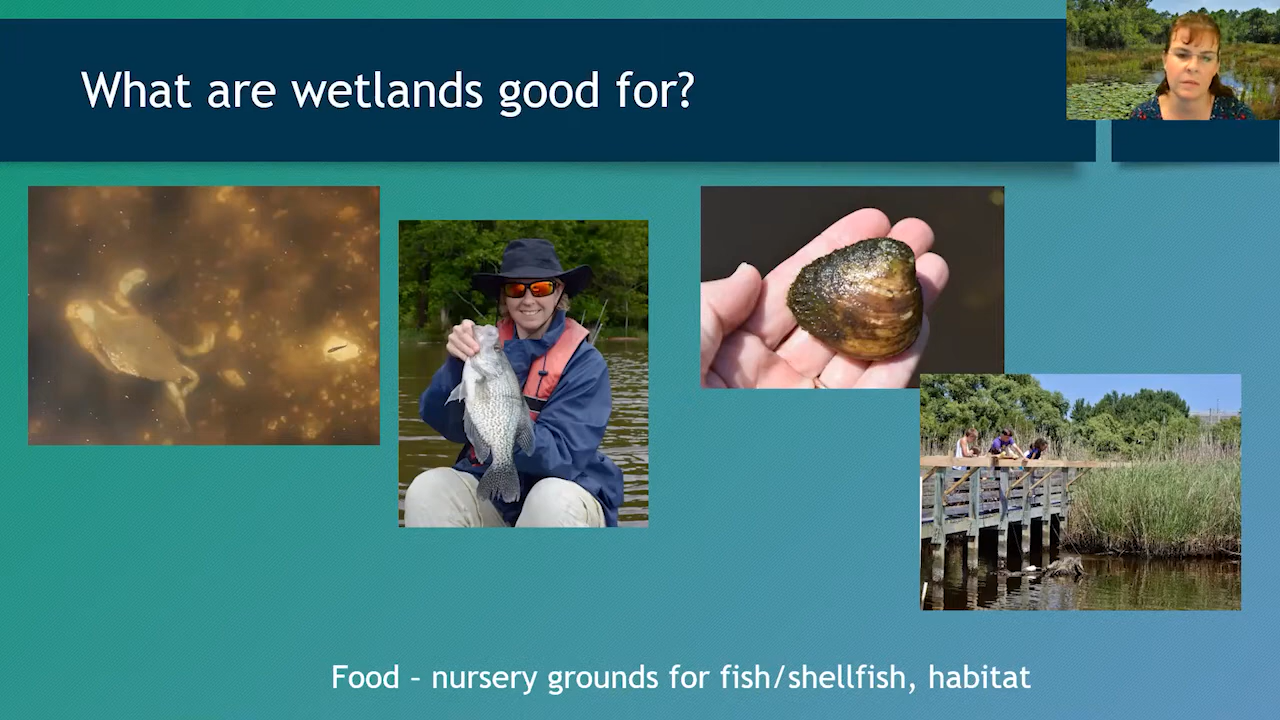 What are wetlands good for?
Food – nursery grounds for fish/shellfish, habitat